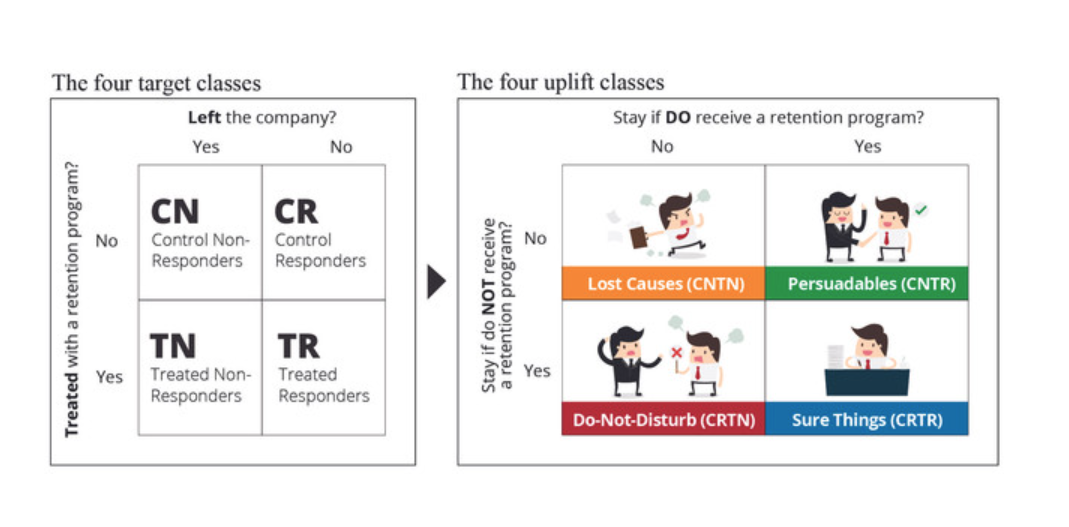 The four target classes
Left the company?
Yes No
Treated with a retention program?
No
CN
Control Non-
Responders
CR
Control
Responders
Yes
TN
Treated Non-
Responders
TR
Treated
Responders
The four uplift classes
Stay if DO receive a retention program?
No Yes
Stay if do NOT receive
a retention program?
No
Lost Causes (CNTN)
Persuadables (CNTR)
Yes
Do-Not-Disturb (CRTN)
Sure Things (CRTR)